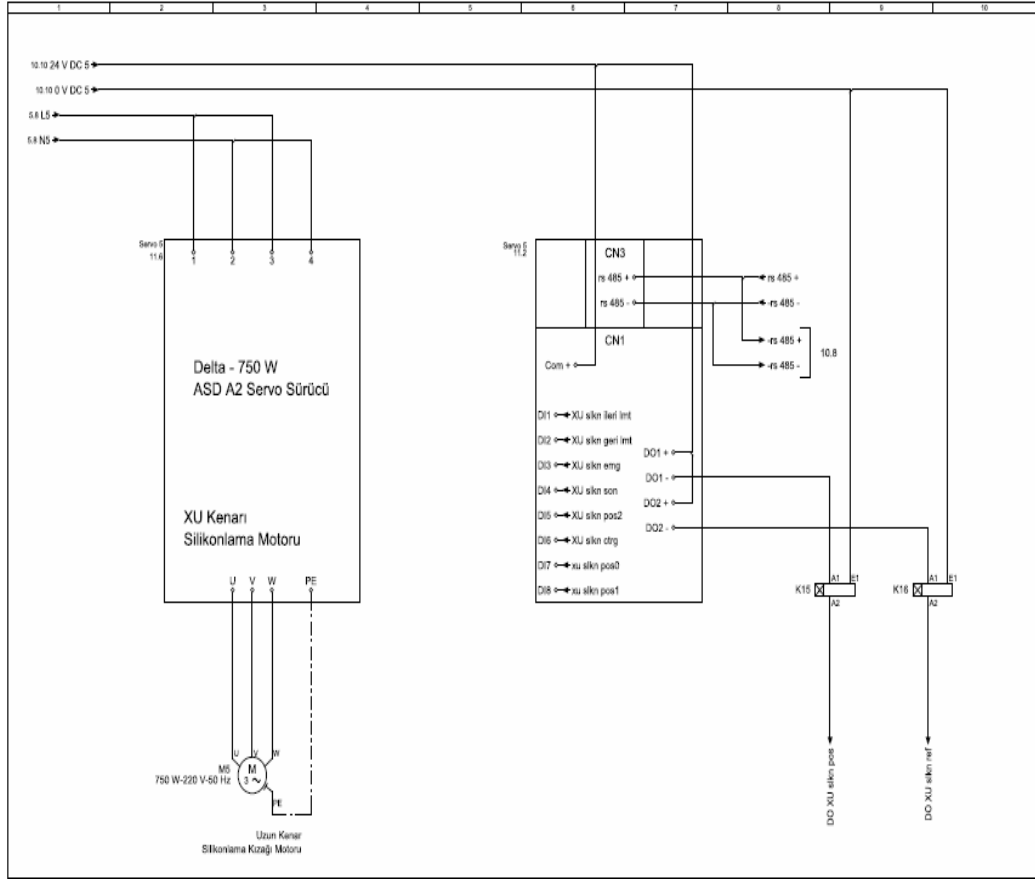 1 2 3 4 5 6 7 8 9 10
10.10 24 V DC 5
10.10 0 V DC 5
5.8 L5
5.8 N5
Servo 5
11.6
1 2 3 4
Delta - 750 W
ASD A2 Servo Sürücü
XU Kenarı
Silikonlama Motoru
U V W PE
U V W
M5
750 W-220 V-50 Hz
M
3 ~
PE
Uzun Kenar
Silikonlama Kızağı Motoru
Servo 5
11.2
CN3
rs 485 +
rs 485 -
rs 485 +
-rs 485 -
-rs 485 +
-rs 485 -
10.8
CN1
Com +
DI1 XU slkn ileri lmt
DI2 XU slkn geri lmt
DI3 XU slkn emg
DI4 XU slkn son
DI5 XU slkn pos2
DI6 XU slkn ctrg
DI7 xu slkn pos0
DI8 xu slkn pos1
DO1 +
DO1 -
DO2 +
DO2 -
A1 E1
K15
A2
A1 E1
K16
A2
DO XU slkn pos
DO XU slkn ref